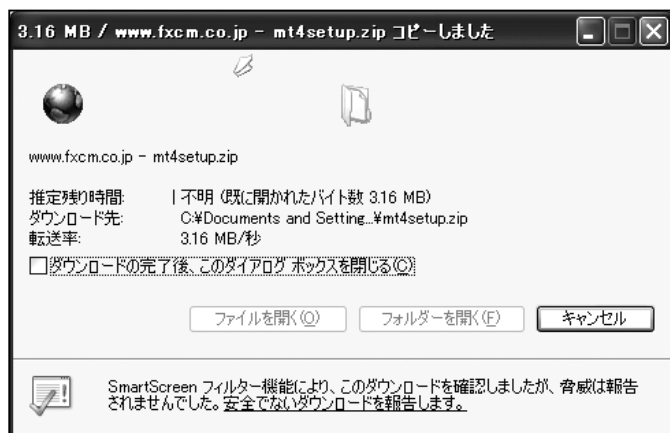 3.16 MB / www.fxcm.co.jp - mt4setup.zip コピーしました
www.fxcm.co.jp - mt4setup.zip
推定残り時間: 不明 (既に開かれたバイト数 3.16 MB)
ダウンロード先: C:¥Documents and Setting...¥mt4setup.zip
転送率: 3.16 MB/秒
ダウンロードの完了後、このダイアログ ボックスを閉じる(C)
ファイルを開く(O) フォルダーを開く(F) キャンセル
SmartScreen フィルター機能により、このダウンロードを確認しましたが、脅威は報告
されませんでした。安全でないダウンロードを報告します。